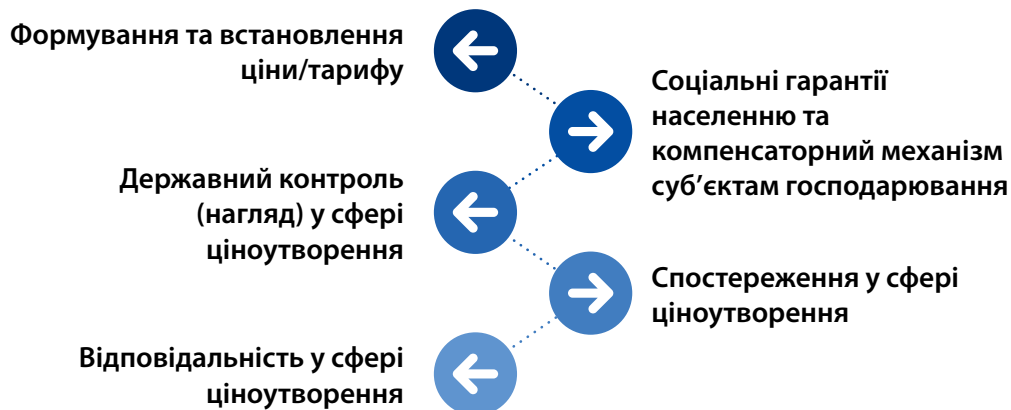 Формування та встановлення
ціни/тарифу
Соціальні гарантії
населенню та
компенсаторний механізм
суб’єктам господарювання
Державний контроль
(нагляд) у сфері
ціноутворення
Спостереження у сфері
ціноутворення
Відповідальність у сфері
ціноутворення